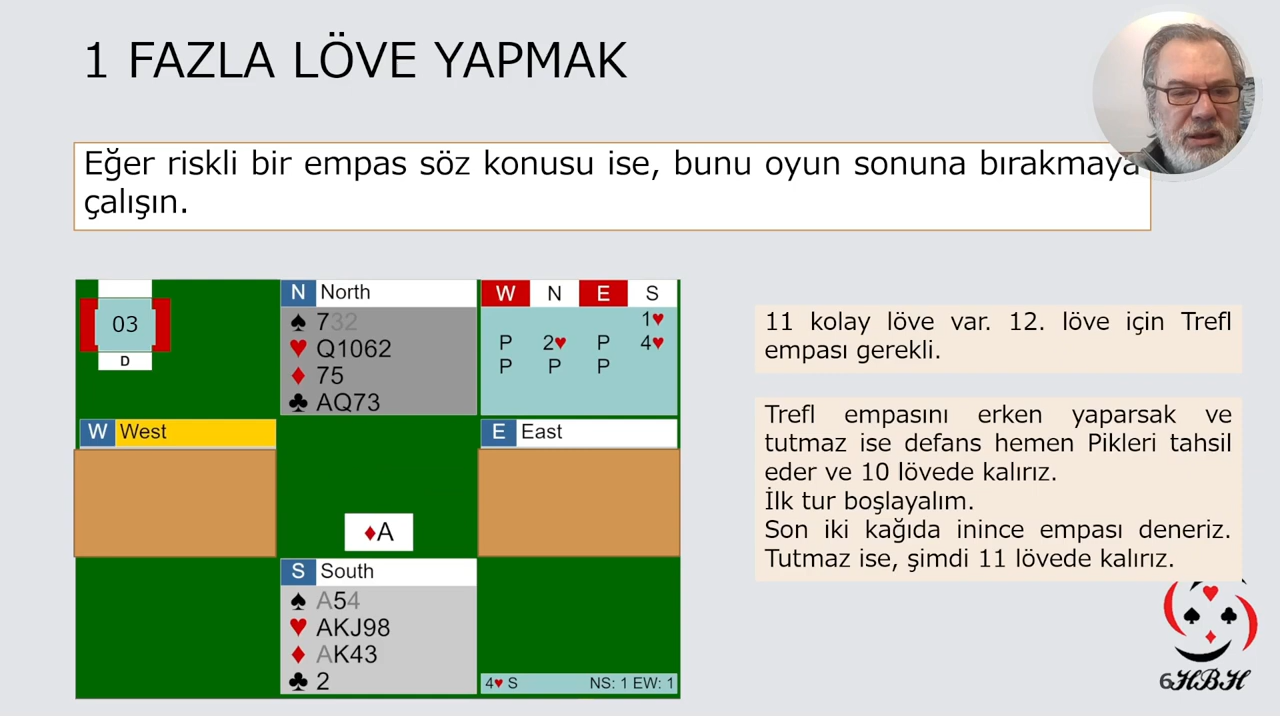 1 FAZLA LÖVE YAPMAK
Eğer riskli bir empas söz konusu ise, bunu oyun sonuna bırakmaya
çalışın.
03
D
N North
♠ 732
♥ Q1062
♦ 75
♣ AQ73
W N E S
1♥
P 2♥ P 4♥
P P P
W West
E East
♦A
S South
♠ A54
♥ AKJ98
♦ AK43
♣ 2
4♥ S NS: 1 EW: 1
11 kolay löve var. 12. löve için Trefl
empası gerekli.
Trefl empasını erken yaparsak ve
tutmaz ise defans hemen Pikleri tahsil
eder ve 10 lövede kalırız.
İlk tur boşlayalım.
Son iki kağıda inince empası deneriz.
Tutmaz ise, şimdi 11 lövede kalırız.
6
HBH